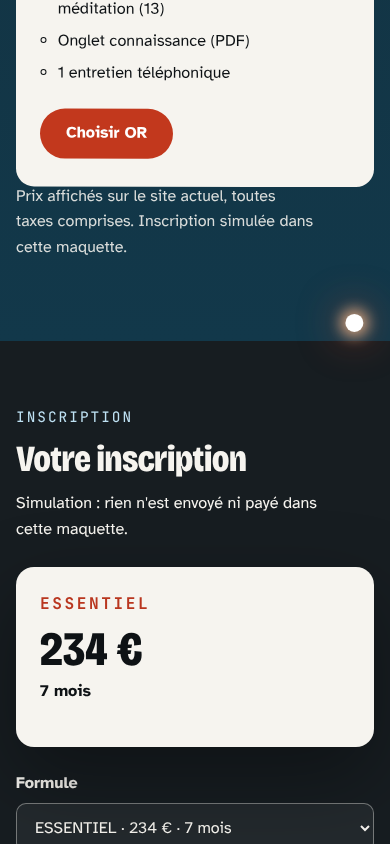 méditation (13)
Onglet connaissance (PDF)
1 entretien téléphonique
Choisir OR
Prix affichés sur le site actuel, toutes
taxes comprises. Inscription simulée dans
cette maquette.
INSCRIPTION
Votre inscription
Simulation : rien n'est envoyé ni payé dans
cette maquette.
ESSENTIEL
234 €
7 mois
Formule
ESSENTIEL · 234 € · 7 mois